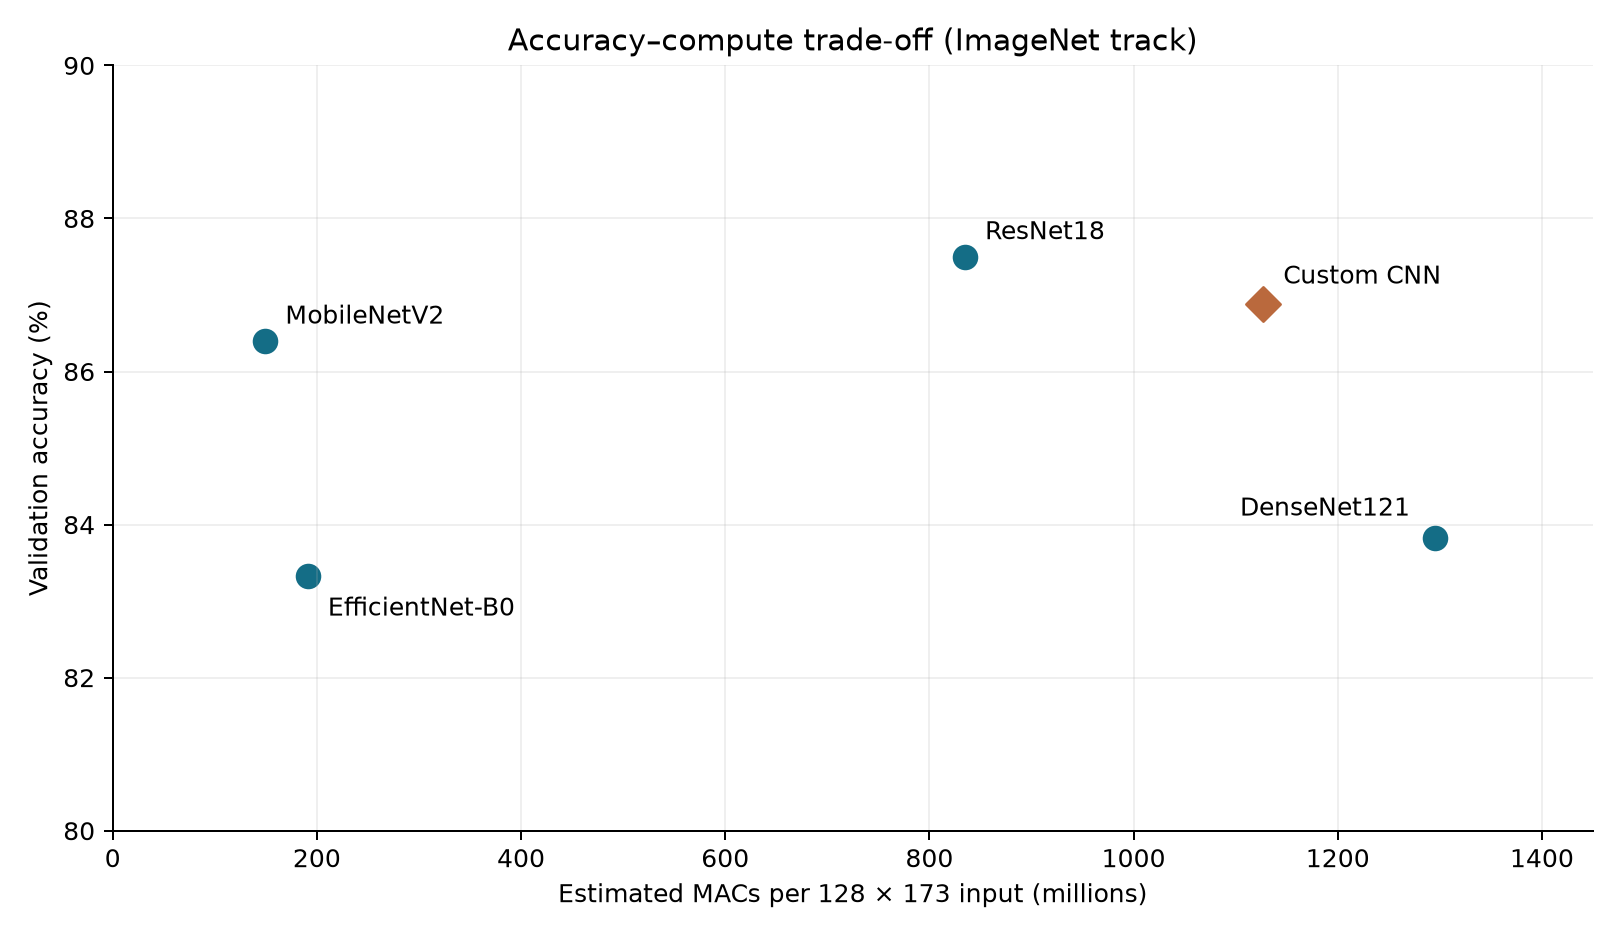 Accuracy–compute trade-off (ImageNet track)
90
88
86
84
82
80
Validation accuracy (%)
ResNet18
Custom CNN
MobileNetV2
DenseNet121
EfficientNet-B0
0 200 400 600 800 1000 1200 1400
Estimated MACs per 128 × 173 input (millions)